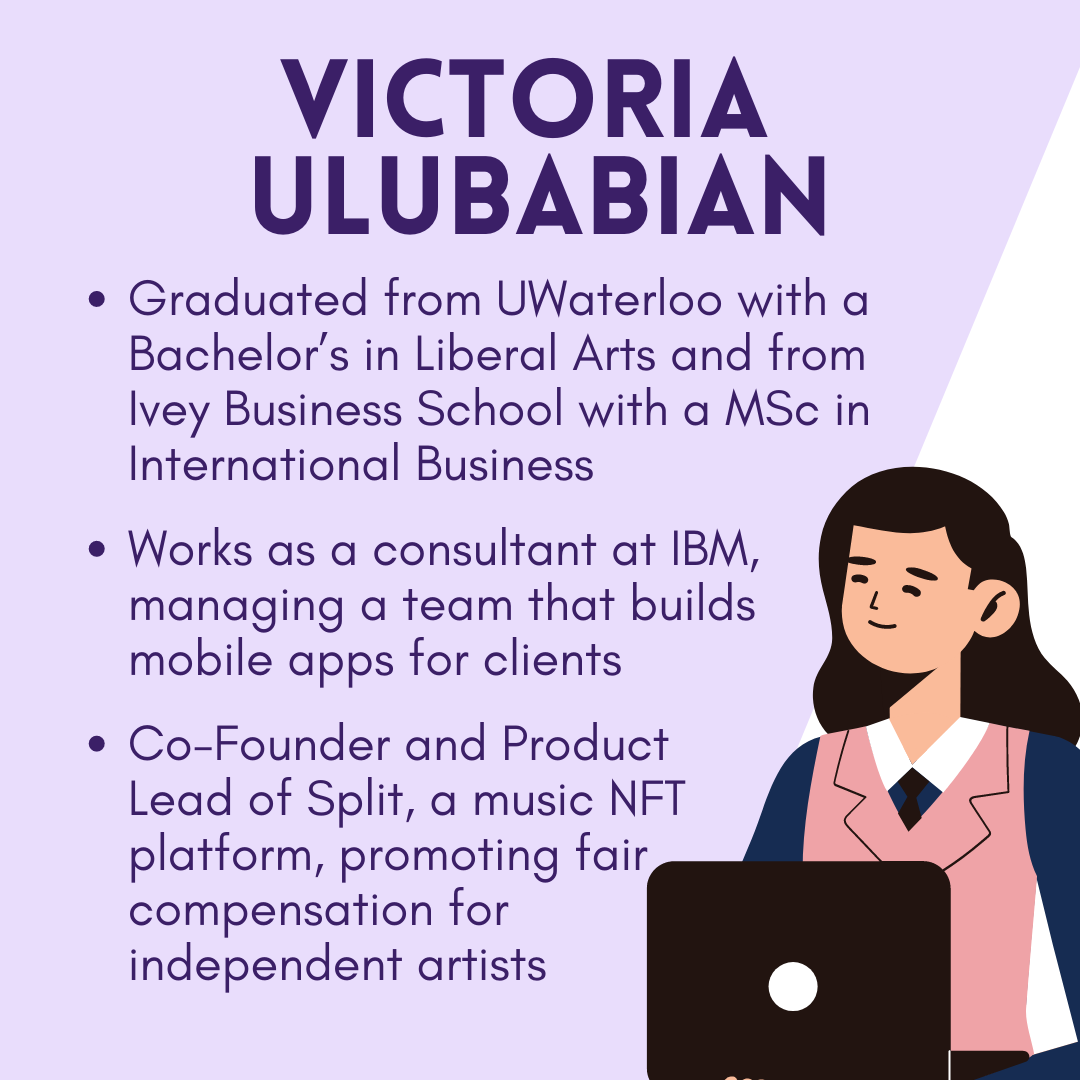 VICTORIA
ULUBABIAN
• Graduated from UWaterloo with a
Bachelor’s in Liberal Arts and from
Ivey Business School with a MSc in
International Business
• Works as a consultant at IBM,
managing a team that builds
mobile apps for clients
• Co-Founder and Product
Lead of Split, a music NFT
platform, promoting fair
compensation for
independent artists